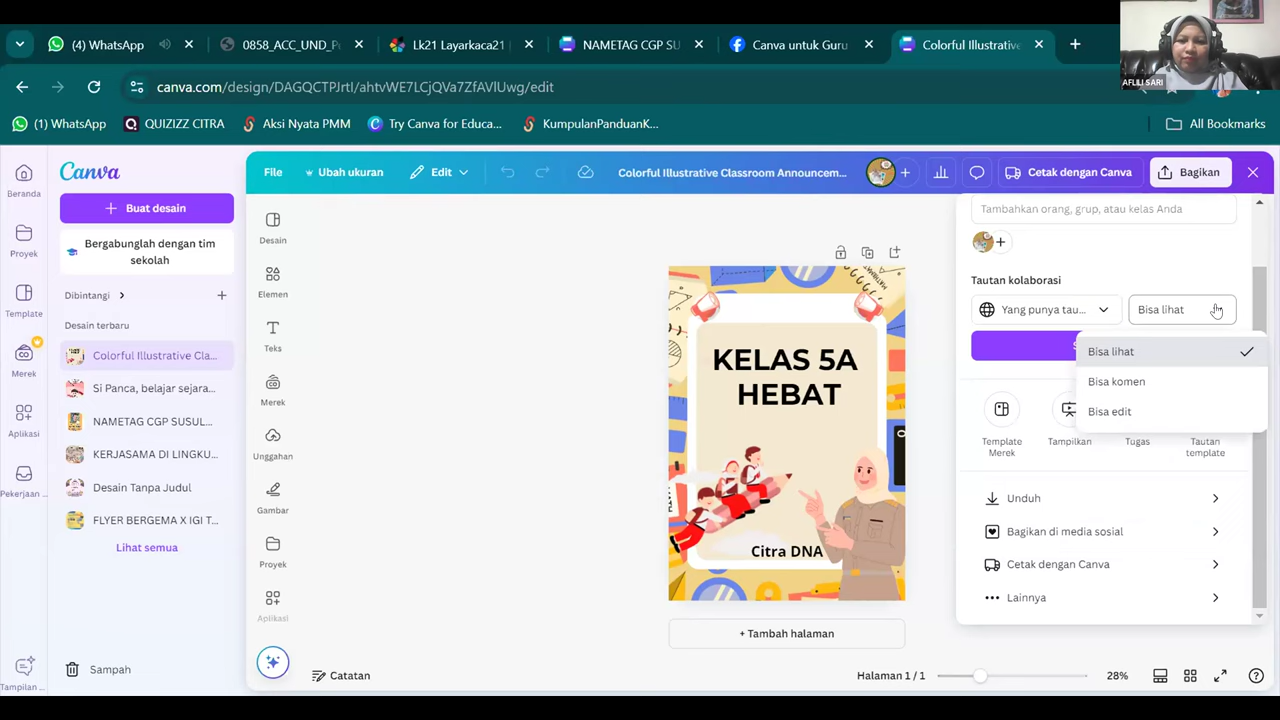 (4) WhatsApp
0858_ACC_UND_P
Lk21 Layarkaca21
NAMETAG CGP SU
Canva untuk Guru
Colorful Illustrative
AFLILI SARI
canva.com/design/DAGQCTPJrtI/ahtvWE7LCjQVa7ZfAVlUwg/edit
(1) WhatsApp
QUIZIZZ CITRA
Aksi Nyata PMM
Try Canva for Educa...
KumpulanPanduanK...
All Bookmarks
Beranda
Proyek
Template
Merek
Aplikasi
Pekerjaan ...
Tampilan ...
Canva
Buat desain
Bergabunglah dengan tim
sekolah
Dibintangi
Desain terbaru
Colorful Illustrative Cla...
Si Panca, belajar sejara...
NAMETAG CGP SUSUL...
KERJASAMA DI LINGKU...
Desain Tanpa Judul
FLYER BERGEMA X IGI T...
Lihat semua
Sampah
File
Ubah ukuran
Edit
Colorful Illustrative Classroom Announcem...
Cetak dengan Canva
Bagikan
Desain
Elemen
Teks
Merek
Unggahan
Gambar
Proyek
Aplikasi
KELAS 5A
HEBAT
Citra DNA
+ Tambah halaman
Catatan
Halaman 1 / 1
28%
Tambahkan orang, grup, atau kelas Anda
Tautan kolaborasi
Yang punya tau...
Bisa lihat
Bisa lihat
Bisa komen
Bisa edit
Template
Merek
Tampilkan
Tugas
Tautan
template
Unduh
Bagikan di media sosial
Cetak dengan Canva
Lainnya